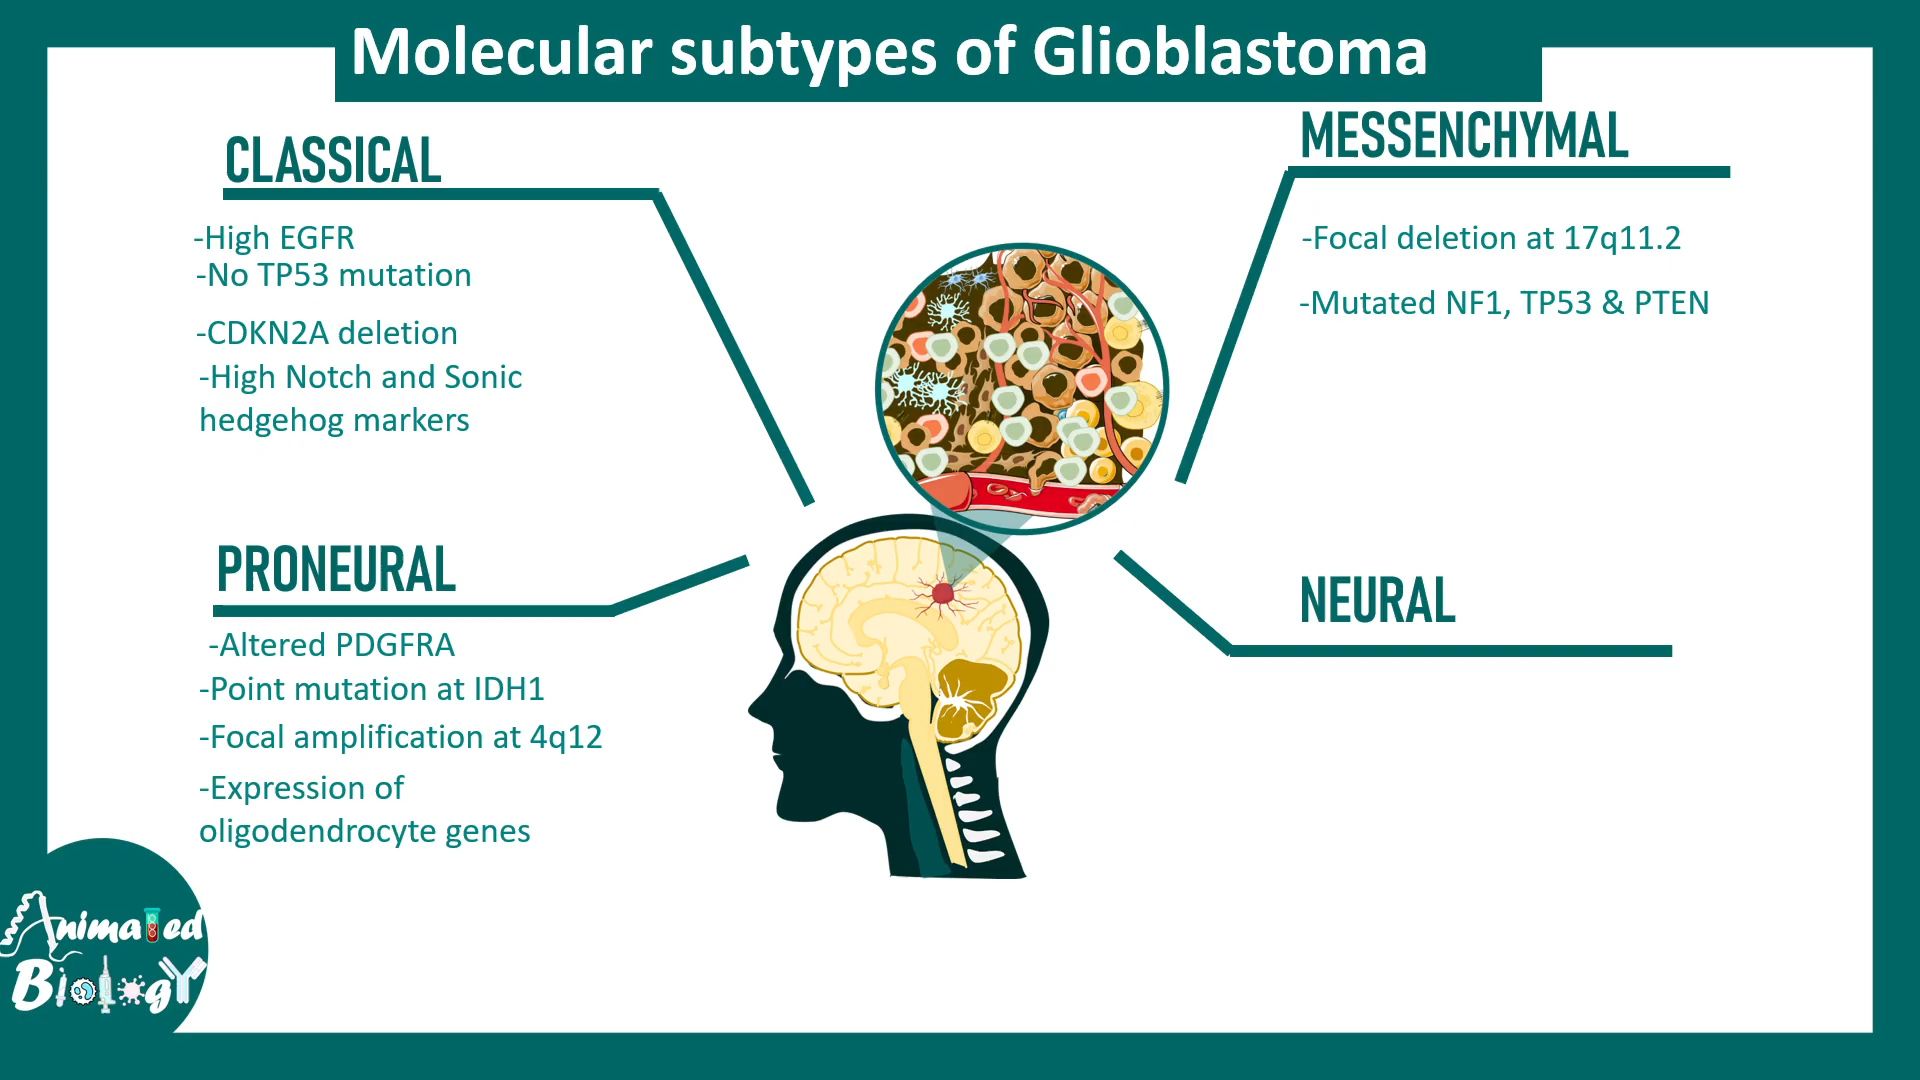 Molecular subtypes of Glioblastoma
CLASSICAL
-High EGFR
-No TP53 mutation
-CDKN2A deletion
-High Notch and Sonic
hedgehog markers
MESSENCHYMAL
-Focal deletion at 17q11.2
-Mutated NF1, TP53 & PTEN
PRONEURAL
-Altered PDGFRA
-Point mutation at IDH1
-Focal amplification at 4q12
-Expression of
oligodendrocyte genes
NEURAL
Animated
Biology